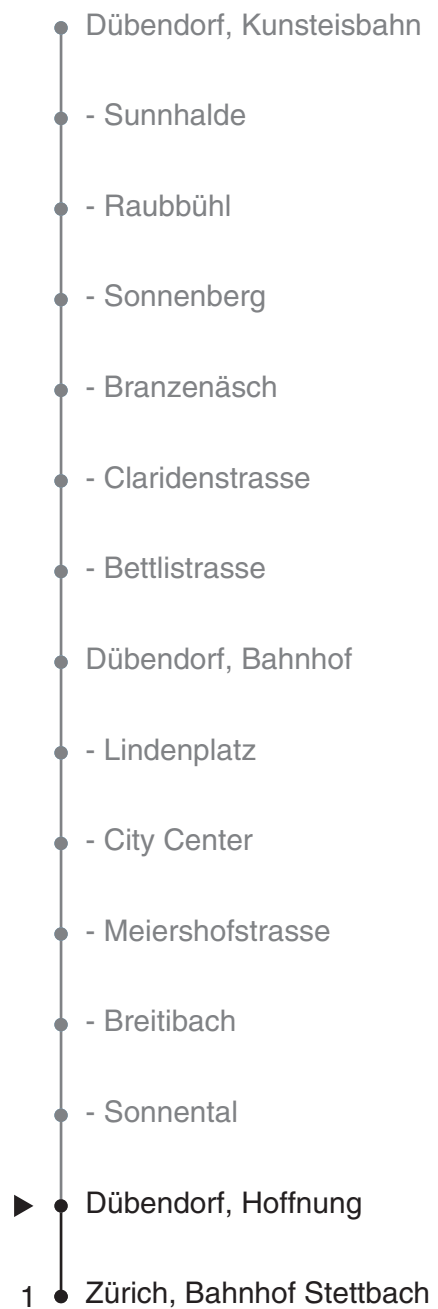 Dübendorf, Kunsteisbahn
- Sunnhalde
- Raubbühl
- Sonnenberg
- Branzenäsch
- Claridenstrasse
- Bettlistrasse
Dübendorf, Bahnhof
- Lindenplatz
- City Center
- Meiershofstrasse
- Breitibach
- Sonnental
Dübendorf, Hoffnung
1 Zürich, Bahnhof Stettbach